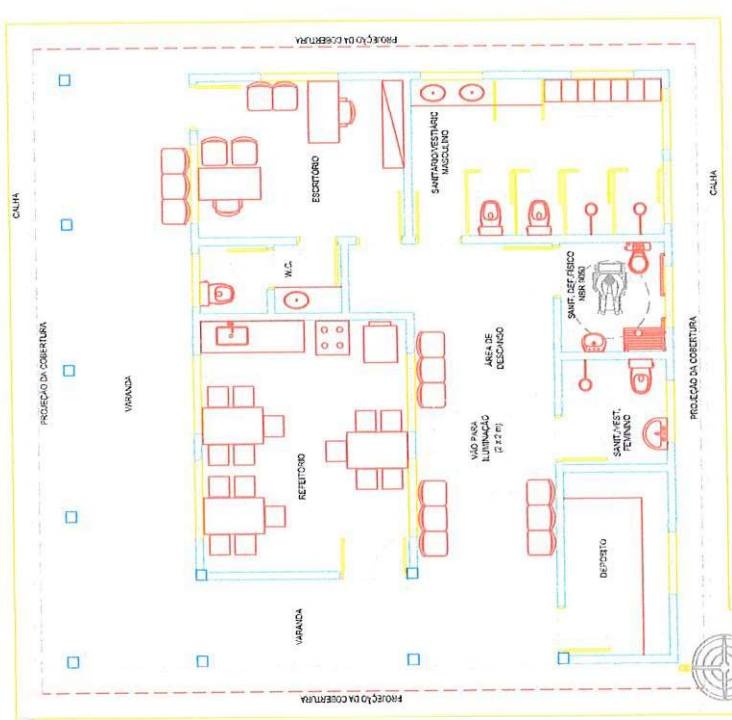 PROJEÇÃO DA COBERTURA
CALHA
PROJEÇÃO DA COBERTURA
VARANDA
ESCRITÓRIO
SANITÁRIO/VESTIÁRIO
MASCULINO
W.C.
SANIT. DEF. FÍSICO
NBR 9050
CALHA
REFEITÓRIO
ÁREA DE
DESCANSO
VÃO PARA
ILUMINAÇÃO
(2 x 2 m)
SANIT./VEST.
FEMININO
PROJEÇÃO DA COBERTURA
DEPÓSITO
VARANDA
PROJEÇÃO DA COBERTURA